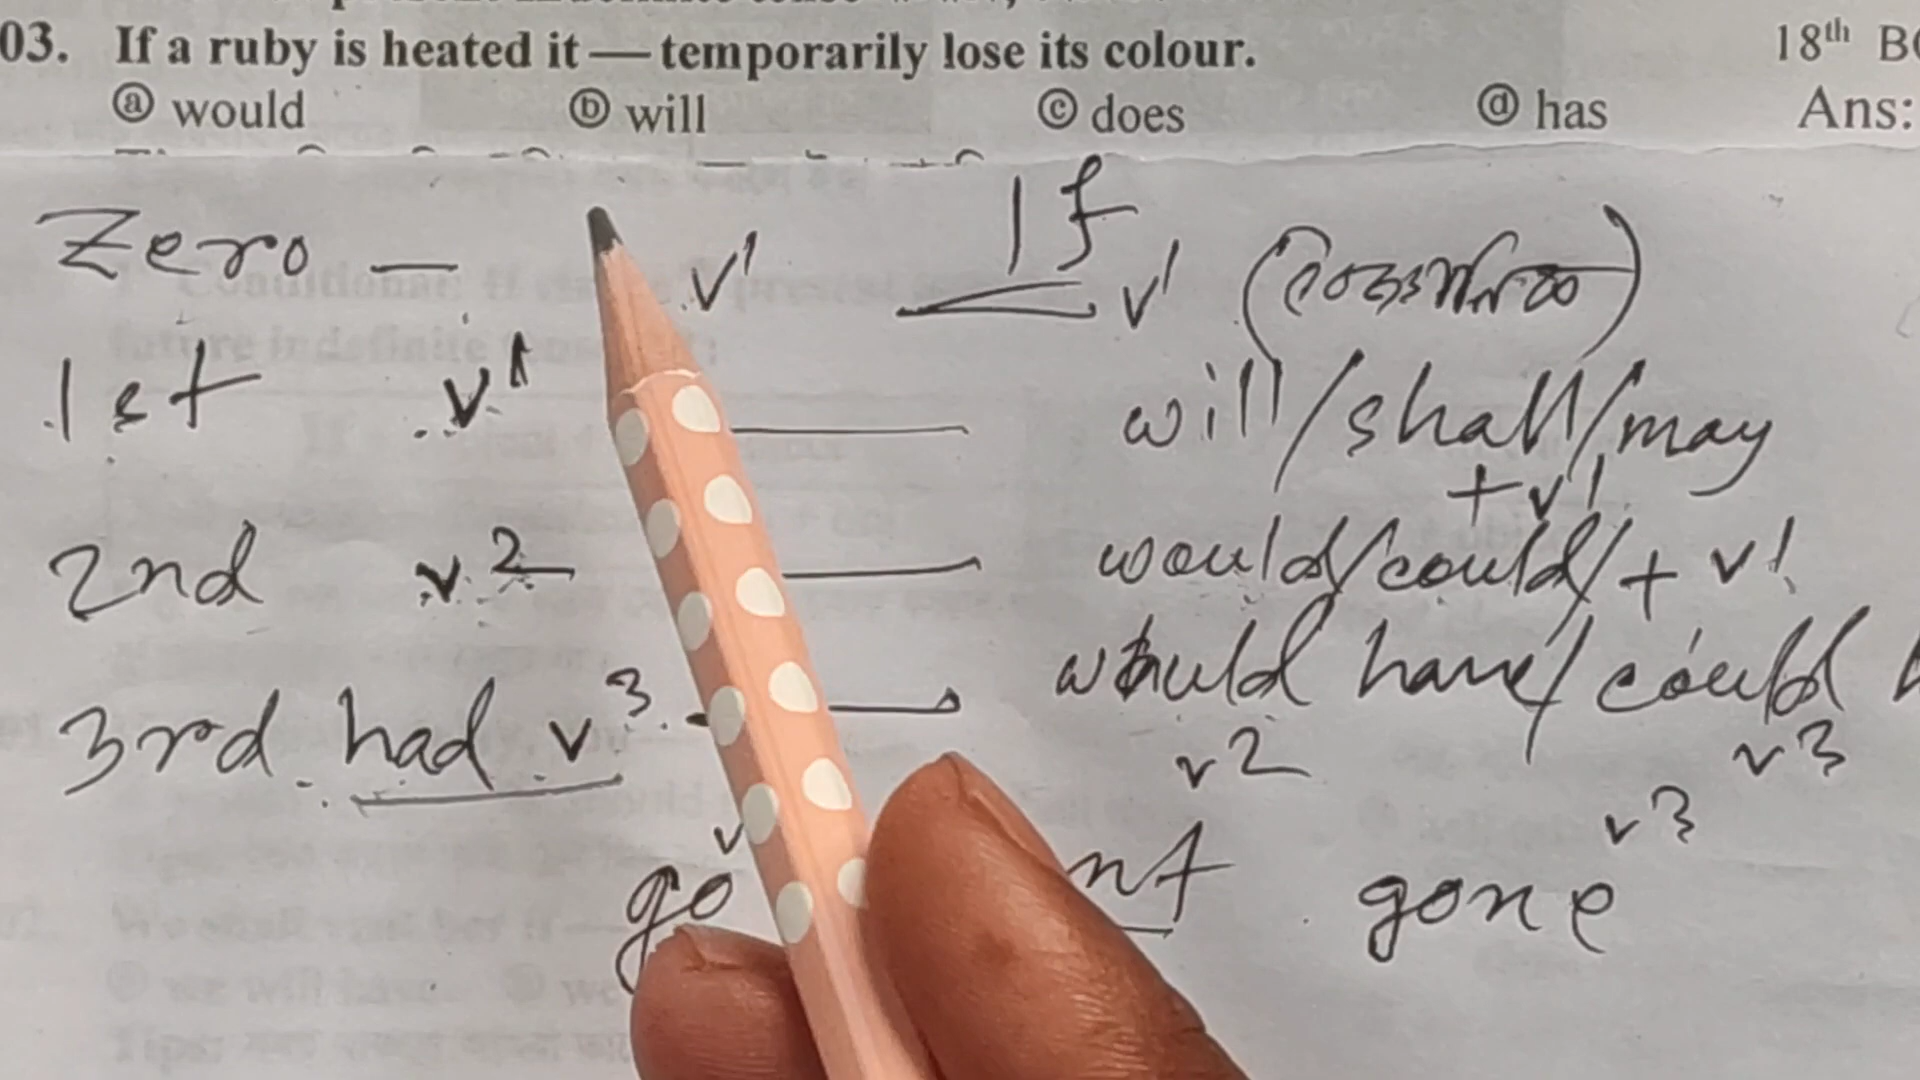 03. If a ruby is heated it — temporarily lose its colour. 18th BC
ⓐ would ⓑ will ⓒ does ⓓ has Ans:
If
Zero — v1 v1
1st v1 will/shall/may
+ v1
2nd v2 would/could/ + v1
3rd had v3 would have/could
v2 v3
v3
go gone